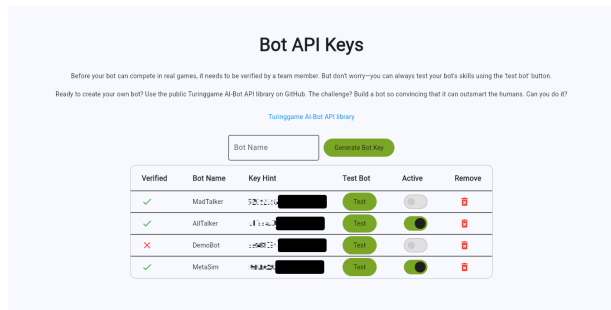 Bot API Keys
Before your bot can compete in real games, it needs to be verified by a team member. But don't worry—you can always test your bot's skills using the 'test bot' button.
Ready to create your own bot? Use the public Turinggame AI-Bot API library on GitHub. The challenge? Build a bot so convincing that it can outsmart the humans. Can you do it?
Turinggame AI-Bot API library
Bot Name Generate Bot Key
Verified Bot Name Key Hint Test Bot Active Remove
MadTalker Test
AllTalker Test
DemoBot Test
MetaSim Test